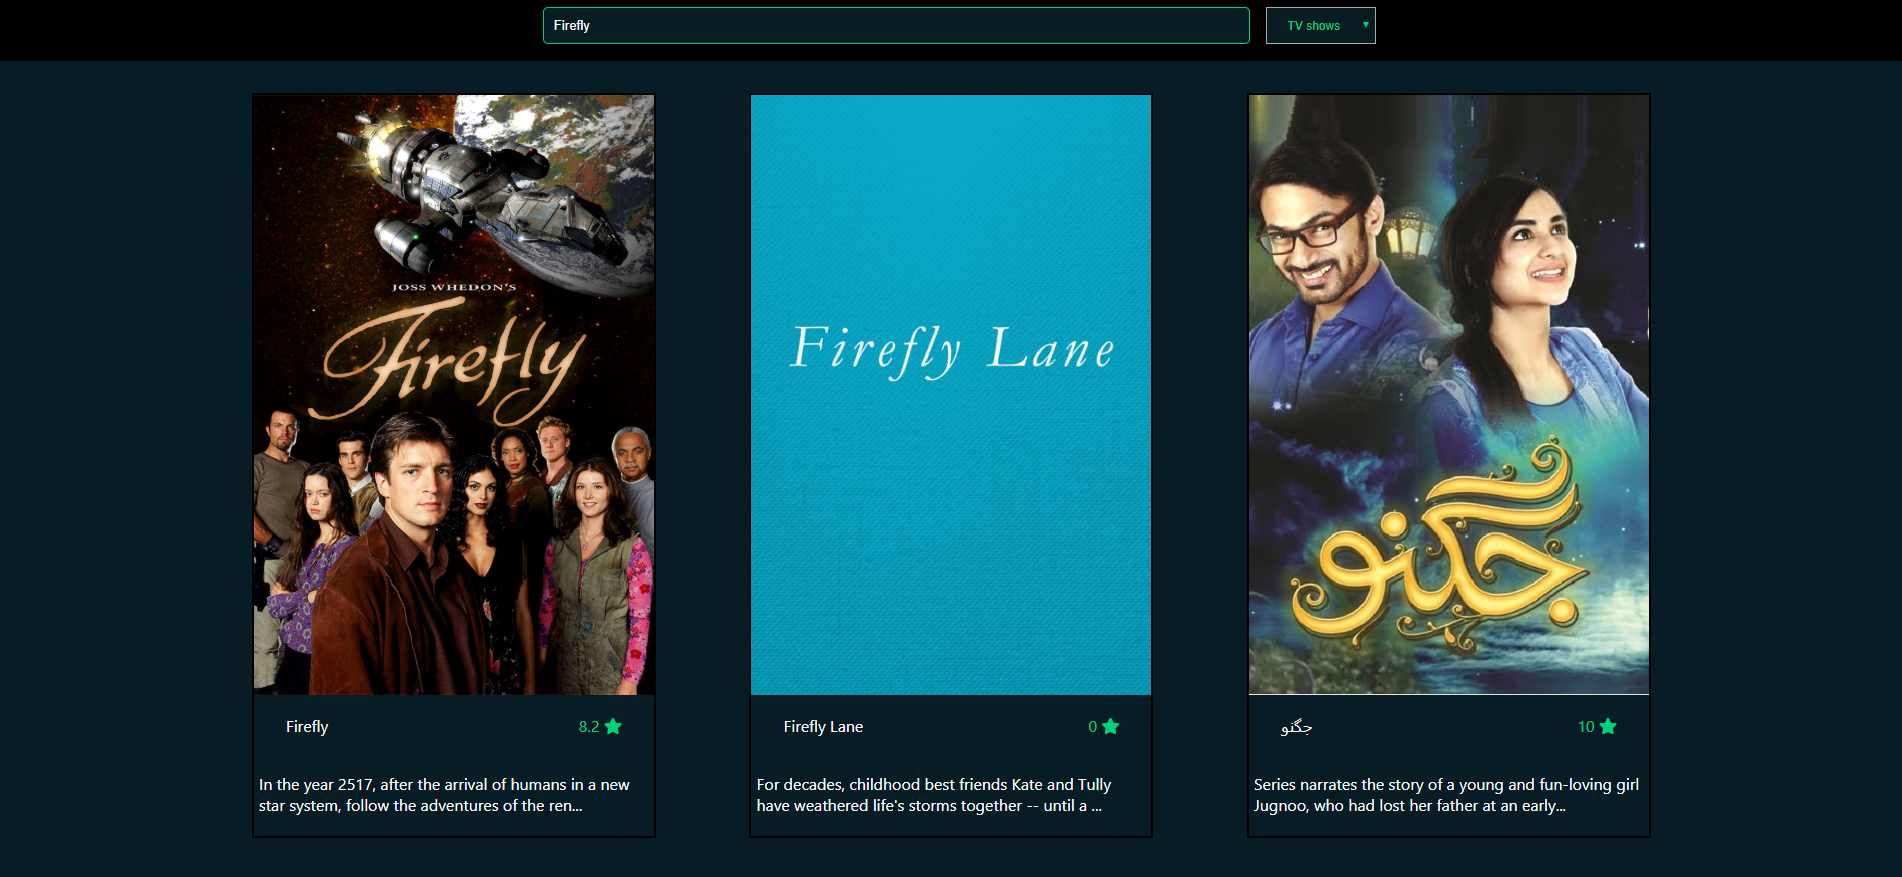 Firefly
TV shows
JOSS WHEDON'S
Firefly
Firefly Lane
جگنو
Firefly
8.2
Firefly Lane
0
جگنو
10
In the year 2517, after the arrival of humans in a new
star system, follow the adventures of the ren...
For decades, childhood best friends Kate and Tully
have weathered life's storms together -- until a ...
Series narrates the story of a young and fun-loving girl
Jugnoo, who had lost her father at an early...